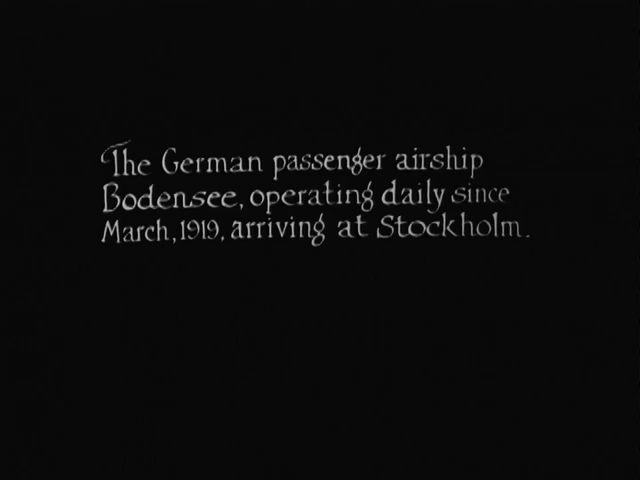 The German passenger airship
Bodensee, operating daily since
March, 1919, arriving at Stockholm.